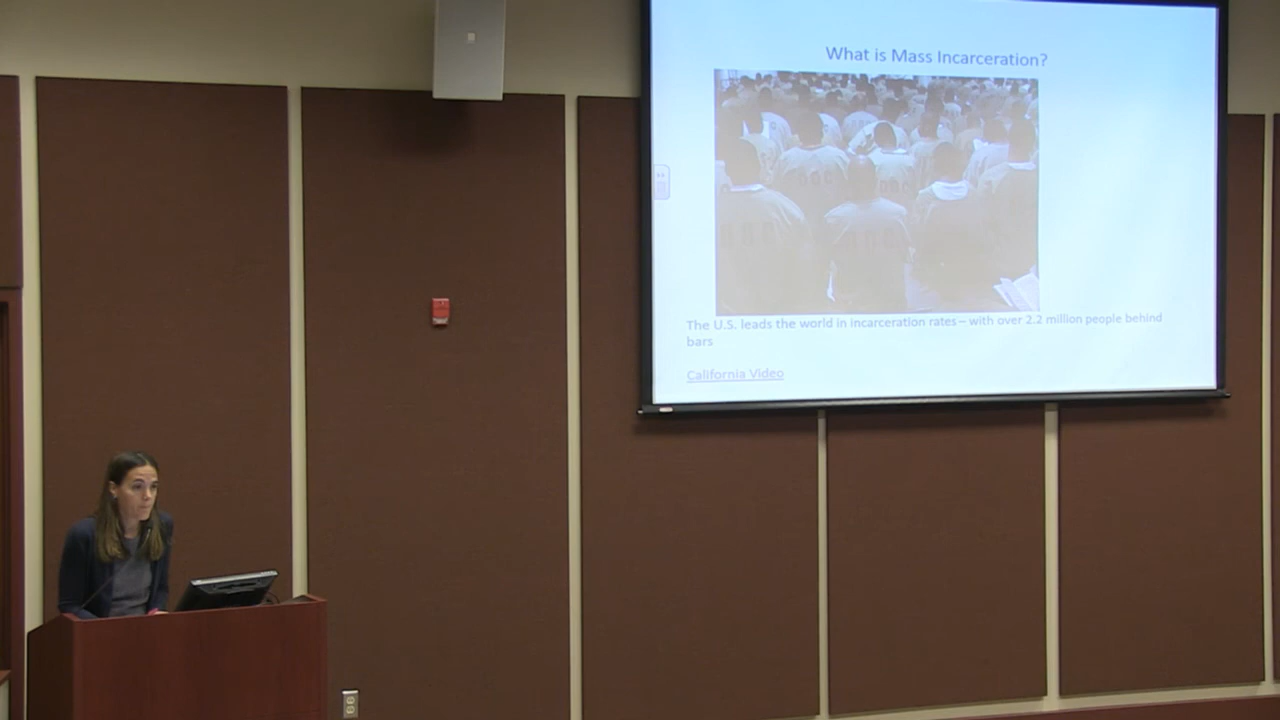 What is Mass Incarceration?
The U.S. leads the world in incarceration rates – with over 2.2 million people behind
bars
California Video